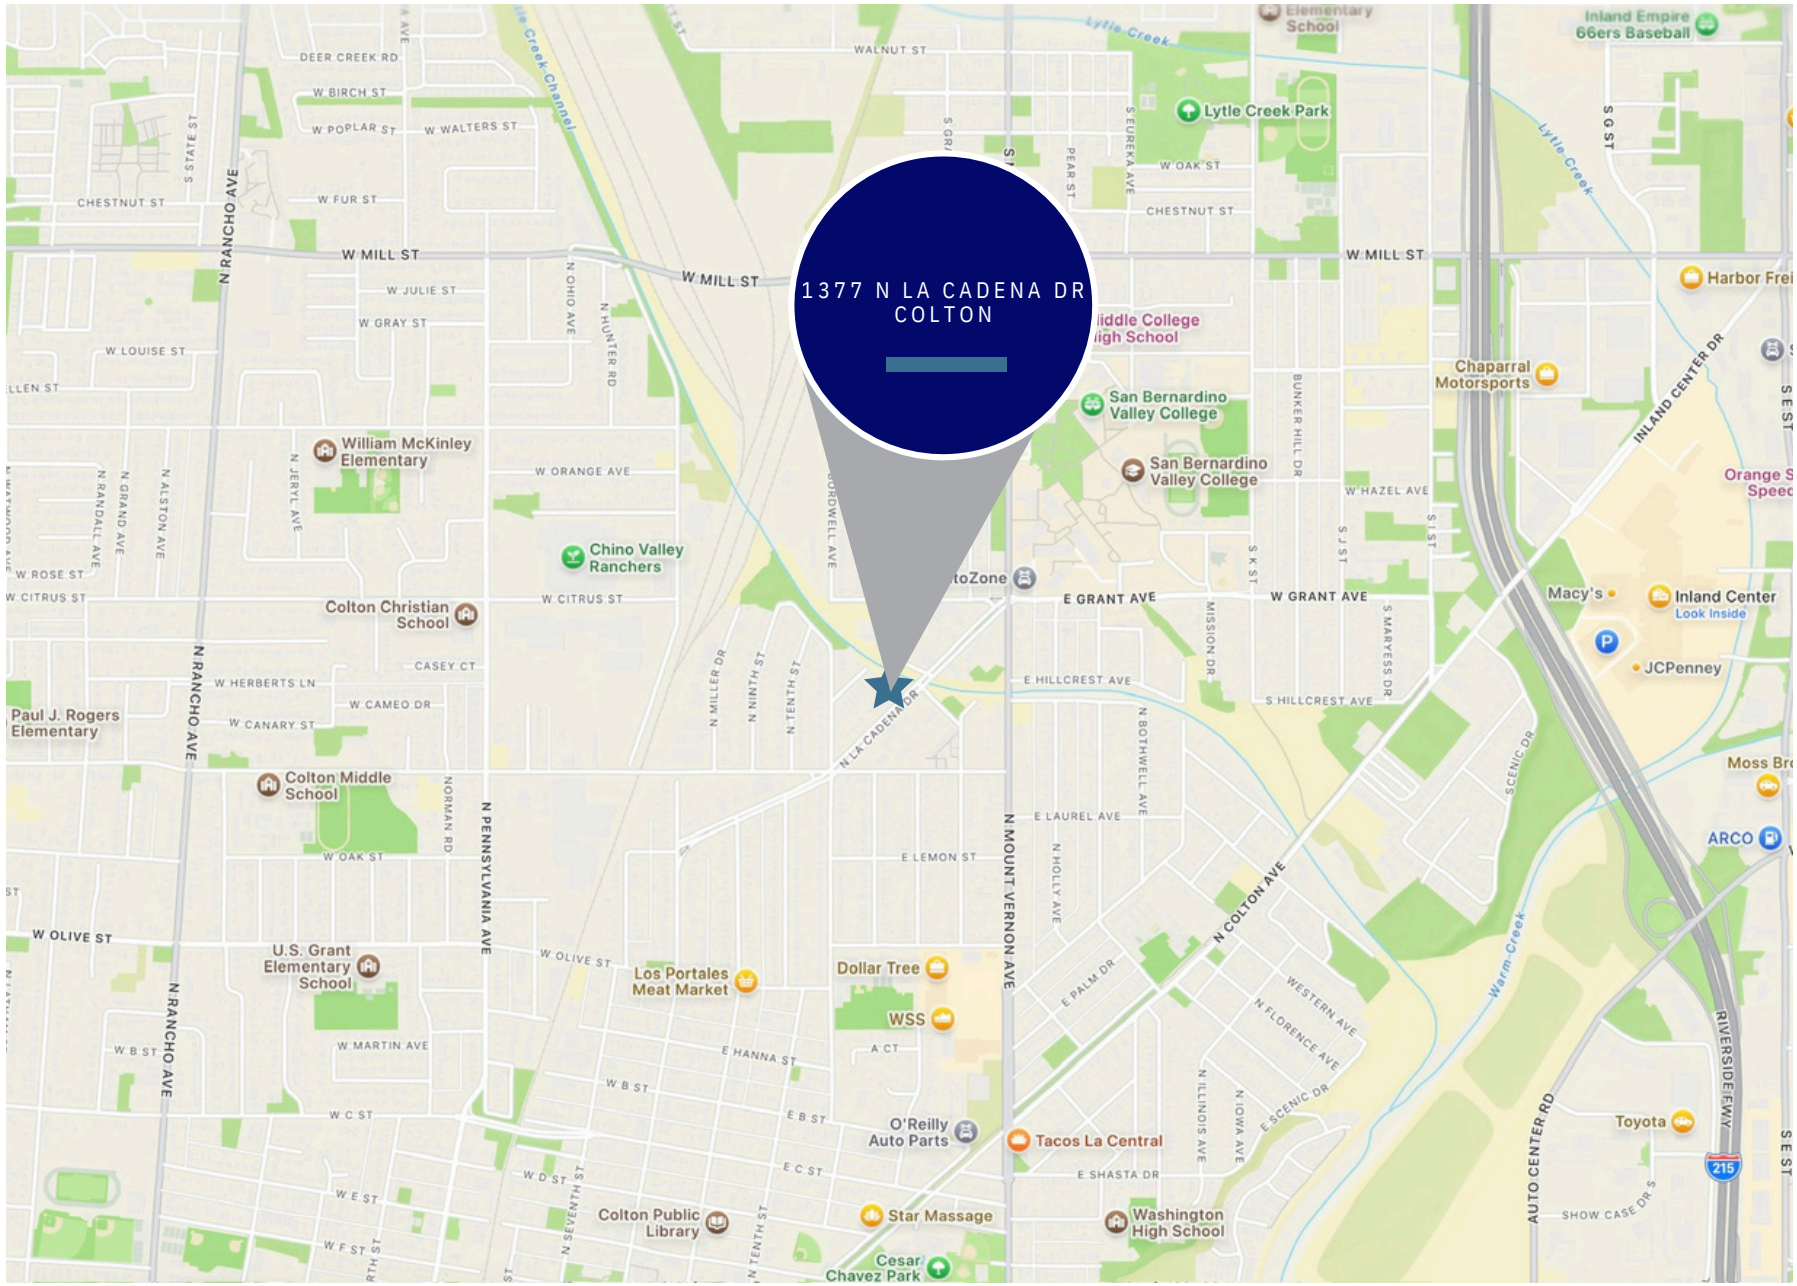 Elementary
School
Inland Empire
66ers Baseball
Lytle Creek
WALNUT ST
DEER CREEK RD
W BIRCH ST
W POPLAR ST
W WALTERS ST
S STATE ST
Lytle Creek Park
S EUREKA AVE
PEAR ST
W OAK ST
S G ST
Lytle Creek
CHESTNUT ST
W FUR ST
CHESTNUT ST
N RANCHO AVE
W MILL ST
W MILL ST
W MILL ST
Harbor Frei
W JULIE ST
N OHIO AVE
N HUNTER RD
1377 N LA CADENA DR
COLTON
W GRAY ST
W LOUISE ST
iddle College
igh School
INLAND CENTER DR
Chaparral
Motorsports
S E ST
LLEN ST
BUNKER HILL DR
San Bernardino
Valley College
William McKinley
Elementary
N JERYL AVE
W ORANGE AVE
San Bernardino
Valley College
W HAZEL AVE
Orange S
Speed
N RANDALL AVE
N GRAND AVE
N ALSTON AVE
BORDWELL AVE
S J ST
S I ST
S K ST
Chino Valley
Ranchers
W ROSE ST
W CITRUS ST
W CITRUS ST
toZone
E GRANT AVE
W GRANT AVE
Macy's
Inland Center
Look Inside
P
Colton Christian
School
MISSION DR
S MARYESS DR
JCPenney
CASEY CT
N RANCHO AVE
W HERBERTS LN
W CAMEO DR
W CANARY ST
N MILLER DR
N NINTH ST
N TENTH ST
E HILLCREST AVE
S HILLCREST AVE
Paul J. Rogers
Elementary
N LA CADENA DR
N BOTHWELL AVE
SCENIC DR
Colton Middle
School
NORMAN RD
N PENNSYLVANIA AVE
Moss Bro
E LAUREL AVE
ARCO
W OAK ST
E LEMON ST
N MOUNT VERNON AVE
N HOLLY AVE
N COLTON AVE
W OLIVE ST
W OLIVE ST
U.S. Grant
Elementary
School
Los Portales
Meat Market
Dollar Tree
WSS
E PALM DR
WESTERN AVE
N FLORENCE AVE
Warm Creek
N RANCHO AVE
W B ST
W MARTIN AVE
E HANNA ST
A CT
RIVERSIDE FWY
W B ST
E B ST
N ILLINOIS AVE
N IOWA AVE
E SCENIC DR
W C ST
O'Reilly
Auto Parts
Tacos La Central
Toyota
AUTO CENTER RD
215
S E ST
E C ST
W D ST
E SHASTA DR
W E ST
N SEVENTH ST
Colton Public
Library
N TENTH ST
Star Massage
Washington
High School
SHOW CASE DR S
W F ST
Cesar
Chavez Park